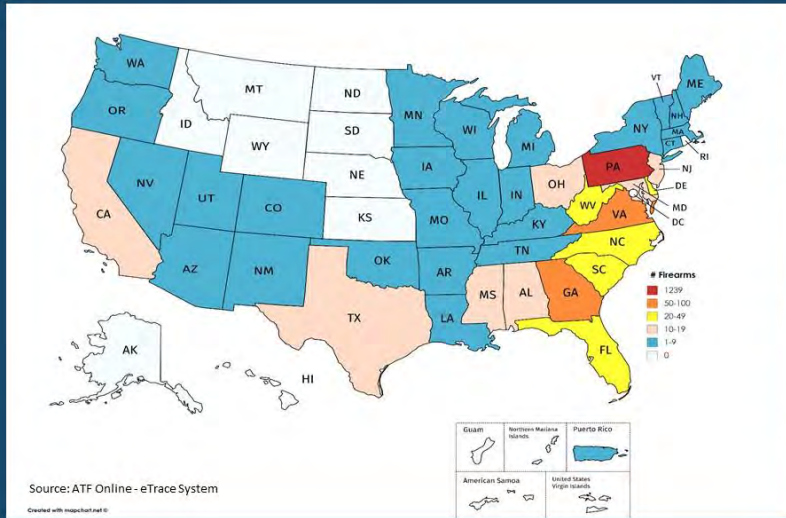 WA
MT
ND
MN
VT
ME
OR
ID
SD
WI
NY
NH
MA
CT
RI
WY
MI
NE
IA
PA
NJ
NV
UT
CO
IL
IN
OH
DE
MD
DC
CA
KS
MO
WV
VA
KY
AZ
NM
OK
AR
TN
NC
SC
MS
AL
GA
TX
LA
FL
AK
HI
# Firearms
1239
50-100
20-49
10-19
1-9
0
Guam
Northern Mariana
Islands
Puerto Rico
American Samoa
United States
Virgin Islands
Source: ATF Online - eTrace System
Created with mapchart.net ©